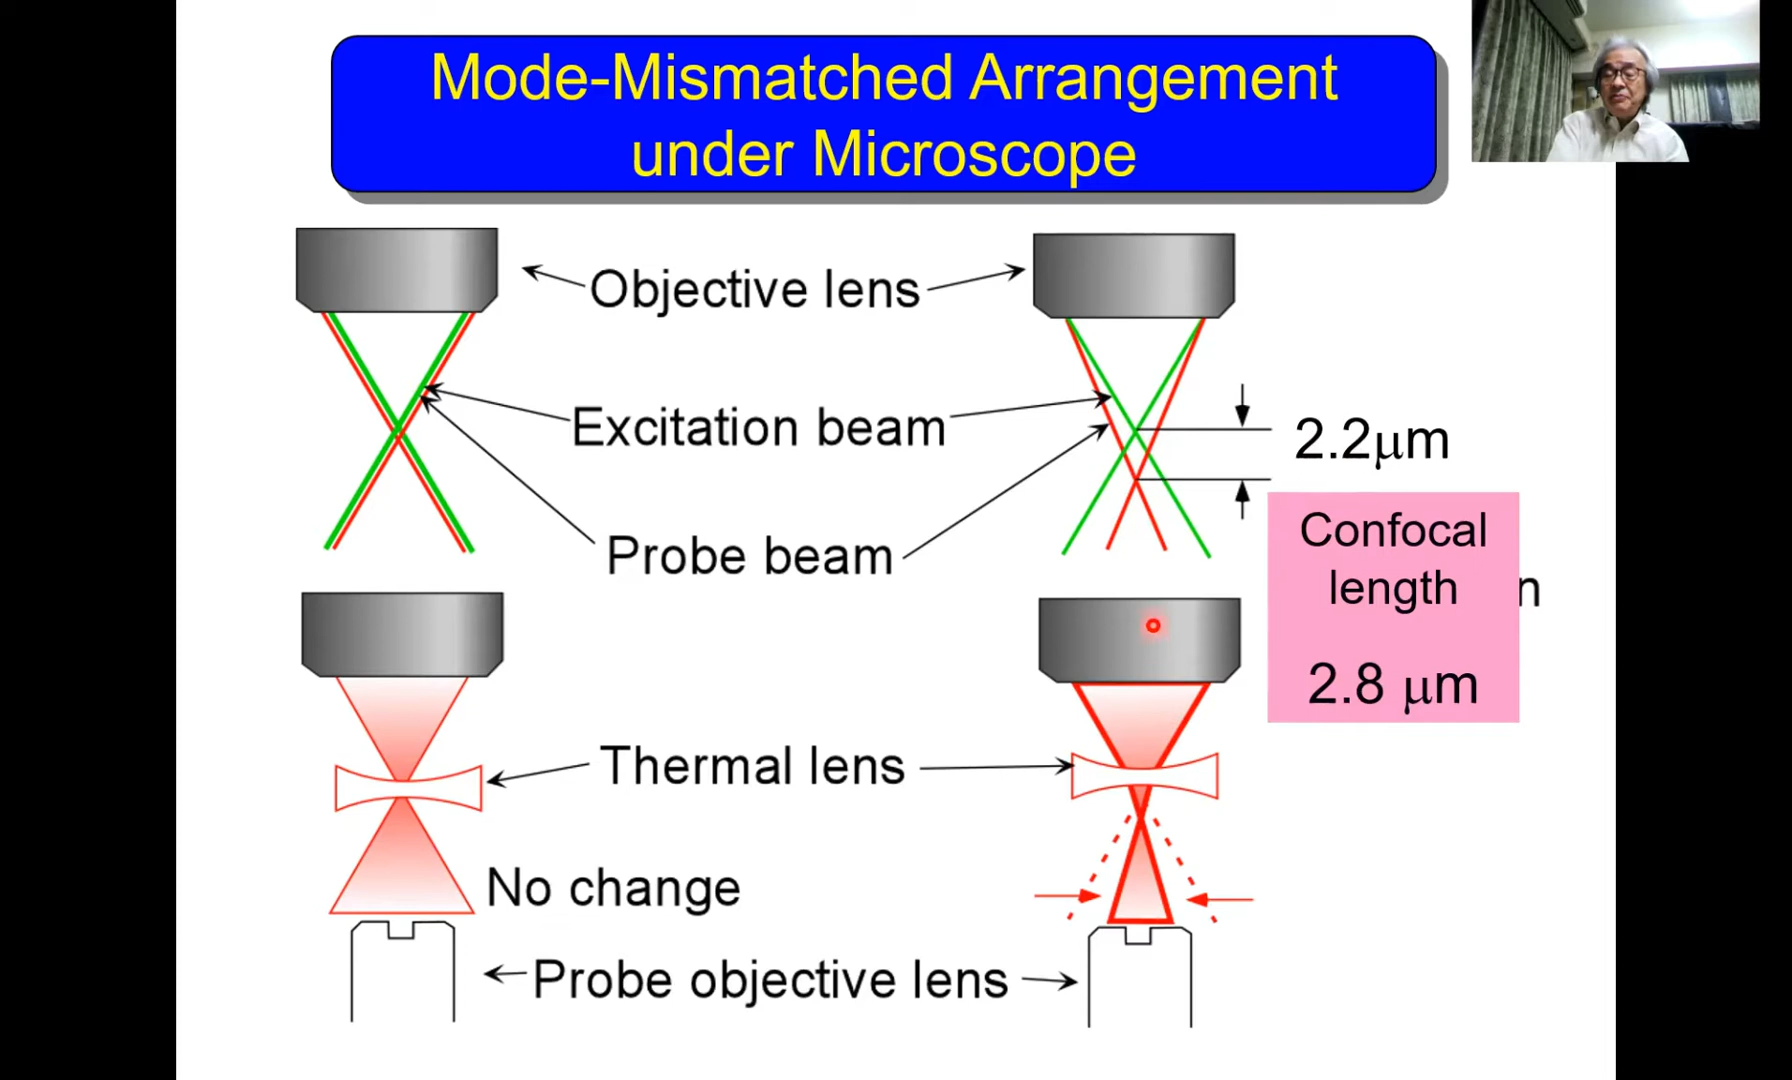 Mode-Mismatched Arrangement
under Microscope
Objective lens
Excitation beam
2.2μm
Probe beam
Confocal
length
n
2.8 μm
Thermal lens
No change
Probe objective lens